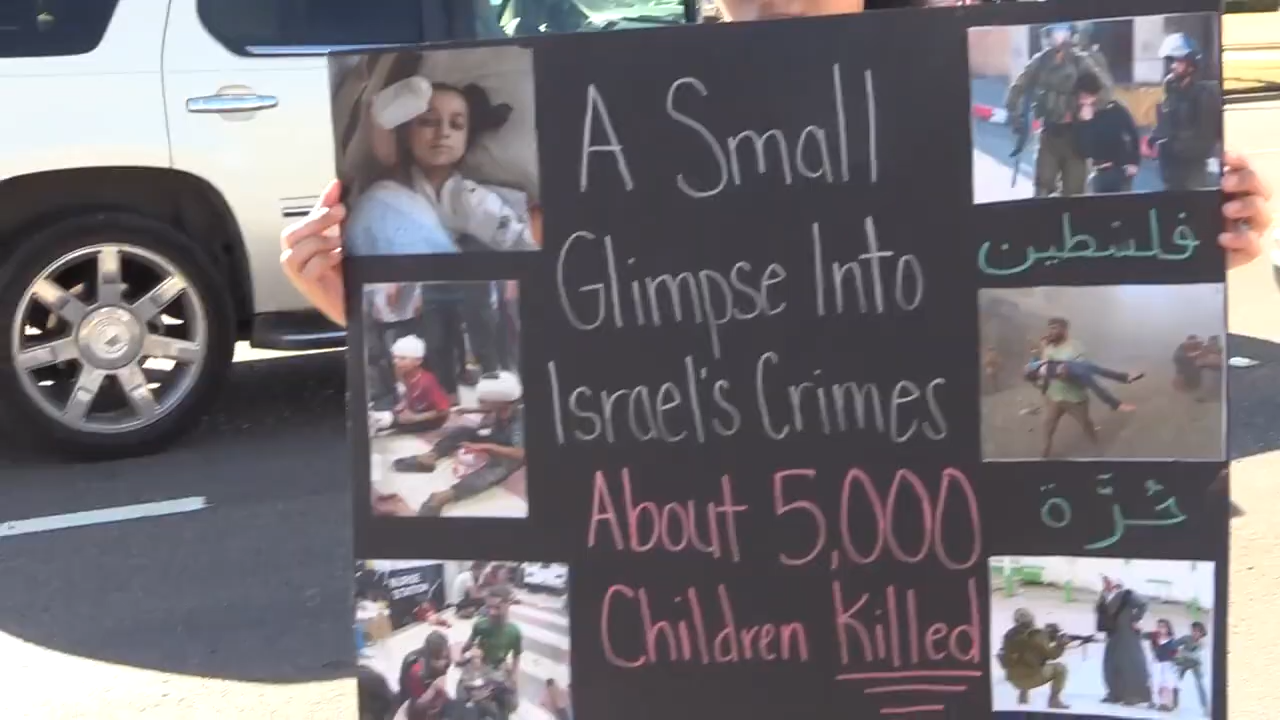 A Small
Glimpse Into
Israel's Crimes
About 5,000
Children Killed
فلسطين
حُرَّة